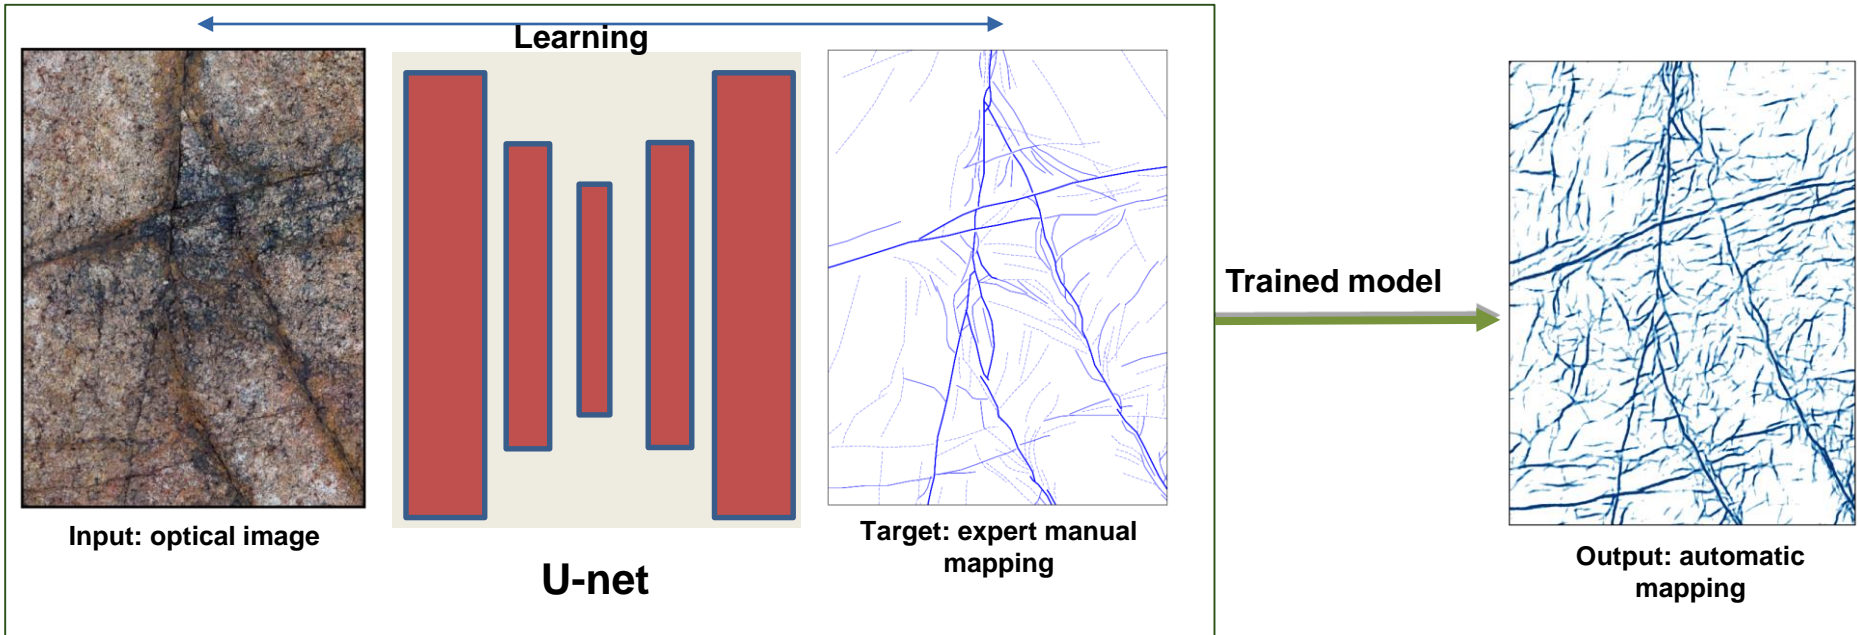 Learning
Input: optical image
U-net
Target: expert manual
mapping
Trained model
Output: automatic
mapping